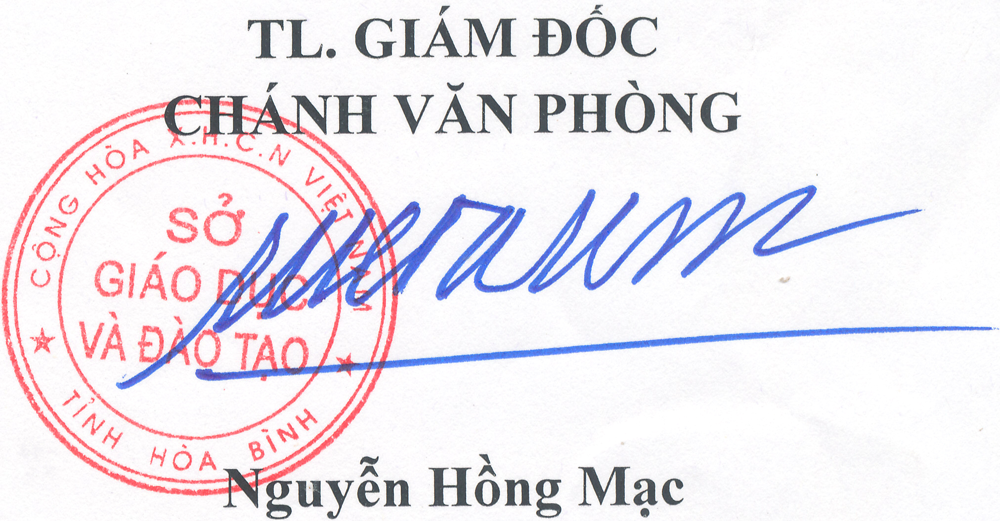 TL. GIÁM ĐỐC
CHÁNH VĂN PHÒNG
CỘNG HÒA X.H.C.N VIỆT NAM
SỞ
GIÁO DỤC
VÀ ĐÀO TẠO
TỈNH HÒA BÌNH
Nguyễn Hồng Mạc